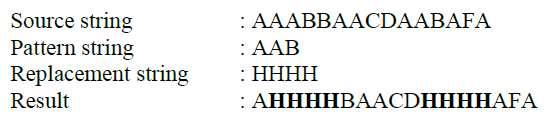 Source string : AAABBAACDAABAFA
Pattern string : AAB
Replacement string : HHHH
Result : AHHHHBAACDHHHHAFA